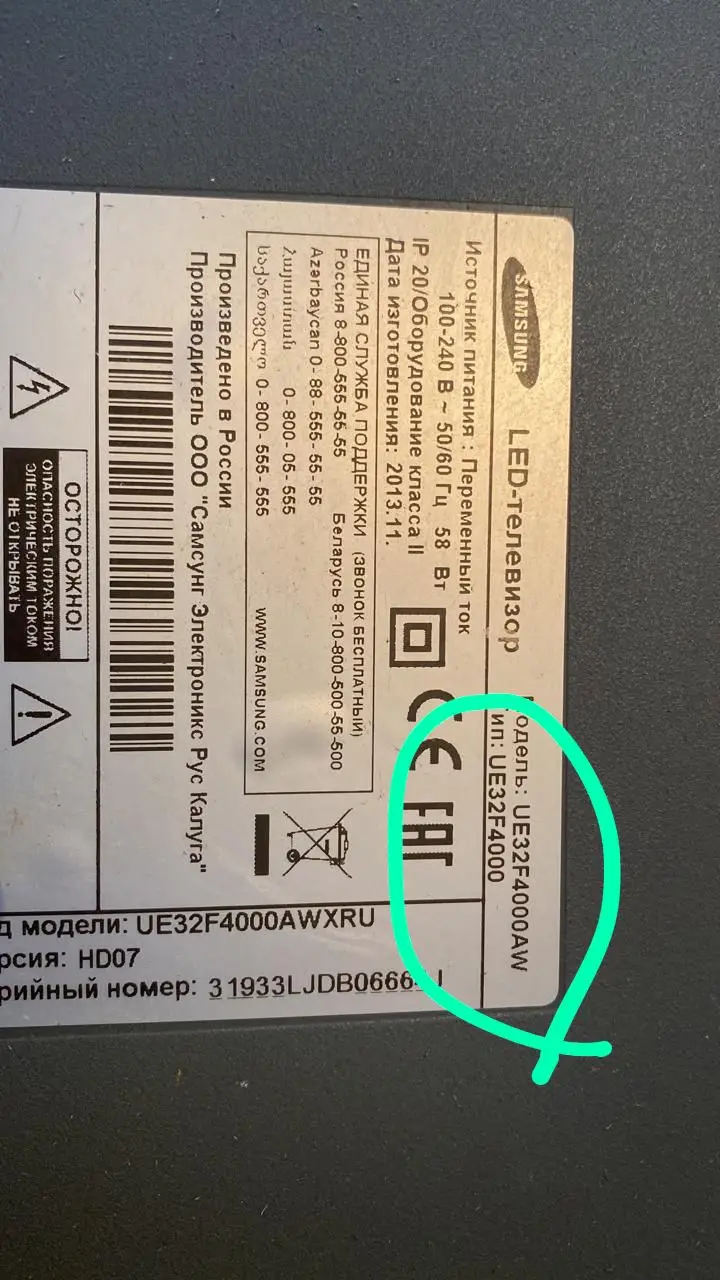 SAMSUNG
LED-телевизор
Модель: UE32F4000AW
Тип: UE32F4000
Источник питания : Переменный ток
100-240 В ~ 50/60 Гц 58 Вт
IP 20/Оборудование класса II
Дата изготовления: 2013.11.
CE EAC
ЕДИНАЯ СЛУЖБА ПОДДЕРЖКИ (ЗВОНОК БЕСПЛАТНЫЙ)
Россия 8-800-555-55-55 Беларусь 8-10-800-500-55-500
Azərbaycan 0- 88- 555- 55- 55
Հայաստան 0- 800- 05- 555
საქართველო 0- 800- 555- 555 WWW.SAMSUNG.COM
Произведено в России
Производитель ООО "Самсунг Электроникс Рус Калуга"
ОСТОРОЖНО!
ОПАСНОСТЬ ПОРАЖЕНИЯ
ЭЛЕКТРИЧЕСКИМ ТОКОМ
НЕ ОТКРЫВАТЬ
д модели: UE32F4000AWXRU
рсия: HD07
рийный номер: